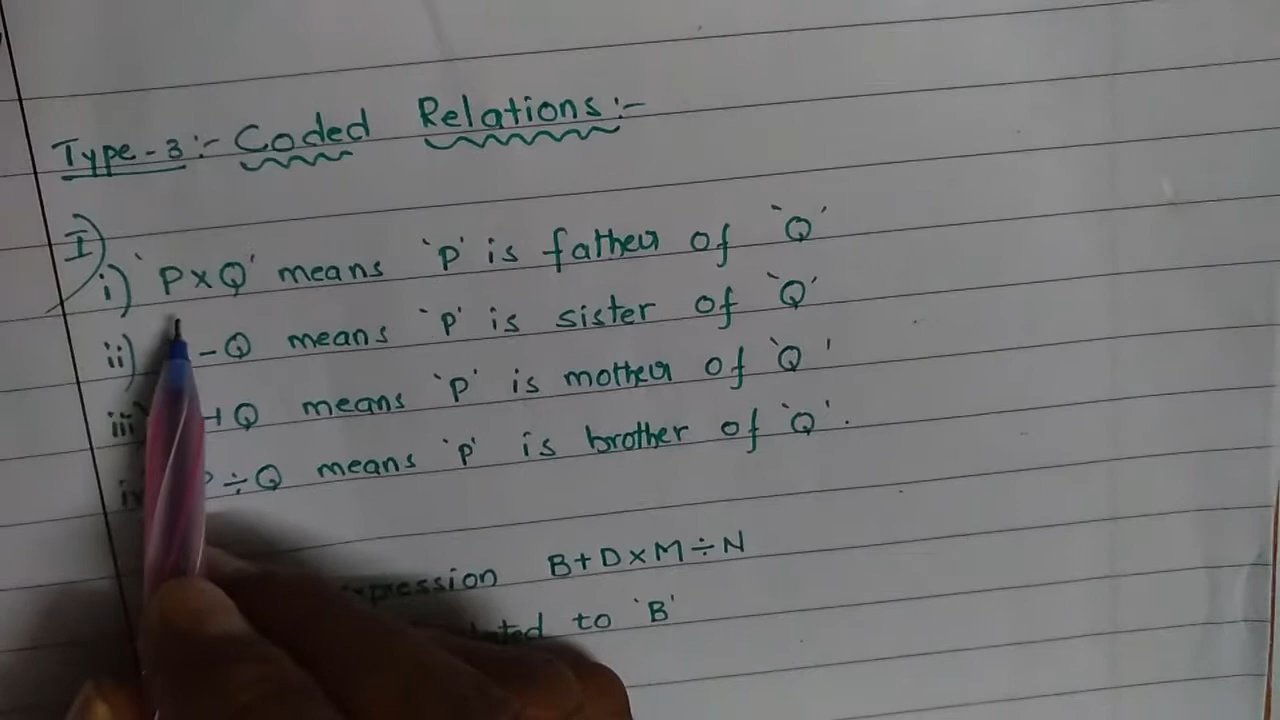 Type-3:- Coded Relations:-
I)
i) 'P×Q' means 'P' is father of 'Q'
ii) -Q means 'P' is sister of 'Q'
iii) +Q means 'P' is mother of 'Q'
÷Q means 'P' is brother of 'Q'.
B+D×M÷N
to 'B'